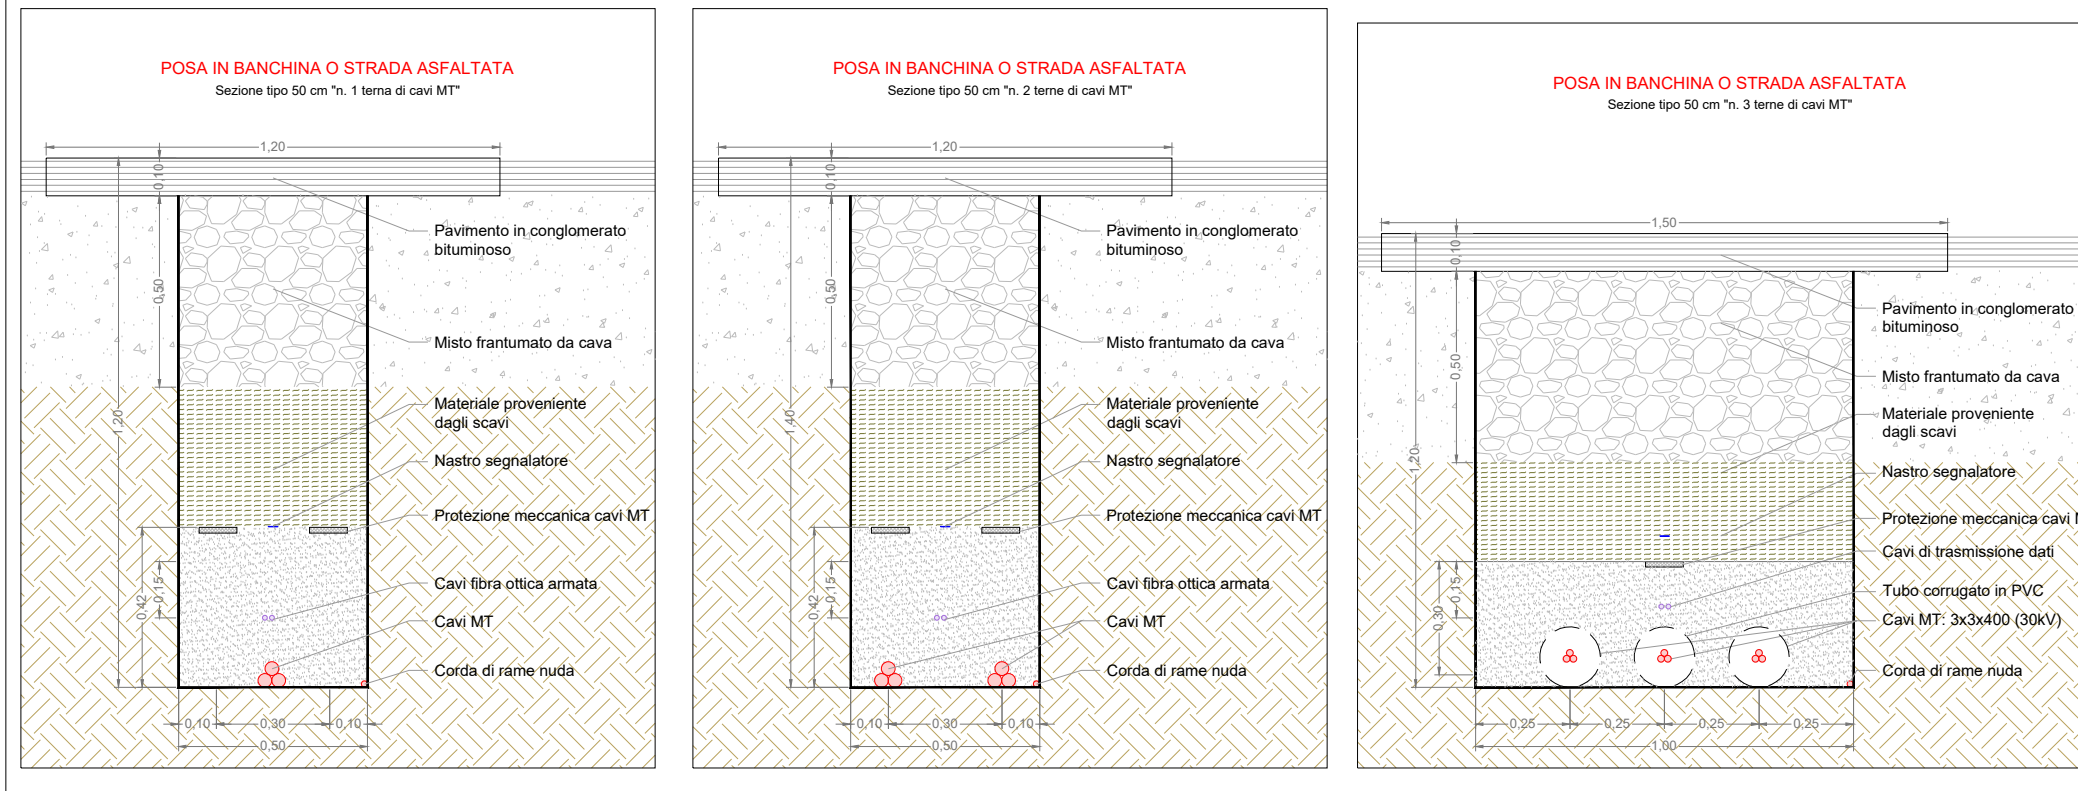 POSA IN BANCHINA O STRADA ASFALTATA
Sezione tipo 50 cm "n. 1 terna di cavi MT"
1,20
0,10
Pavimento in conglomerato
bituminoso
0,50
Misto frantumato da cava
Materiale proveniente
dagli scavi
1,20
Nastro segnalatore
Protezione meccanica cavi MT
0,42
0,15
Cavi fibra ottica armata
Cavi MT
Corda di rame nuda
0,10
0,30
0,10
0,50
POSA IN BANCHINA O STRADA ASFALTATA
Sezione tipo 50 cm "n. 2 terne di cavi MT"
1,20
0,10
Pavimento in conglomerato
bituminoso
0,50
Misto frantumato da cava
Materiale proveniente
dagli scavi
1,40
Nastro segnalatore
Protezione meccanica cavi MT
0,42
0,15
Cavi fibra ottica armata
Cavi MT
Corda di rame nuda
0,10
0,30
0,10
0,50
POSA IN BANCHINA O STRADA ASFALTATA
Sezione tipo 50 cm "n. 3 terne di cavi MT"
1,50
0,10
Pavimento in conglomerato
bituminoso
0,50
Misto frantumato da cava
Materiale proveniente
dagli scavi
1,20
Nastro segnalatore
Protezione meccanica cavi
Cavi di trasmissione dati
0,15
0,30
Tubo corrugato in PVC
Cavi MT: 3x3x400 (30kV)
Corda di rame nuda
0,25
0,25
0,25
0,25
1,00